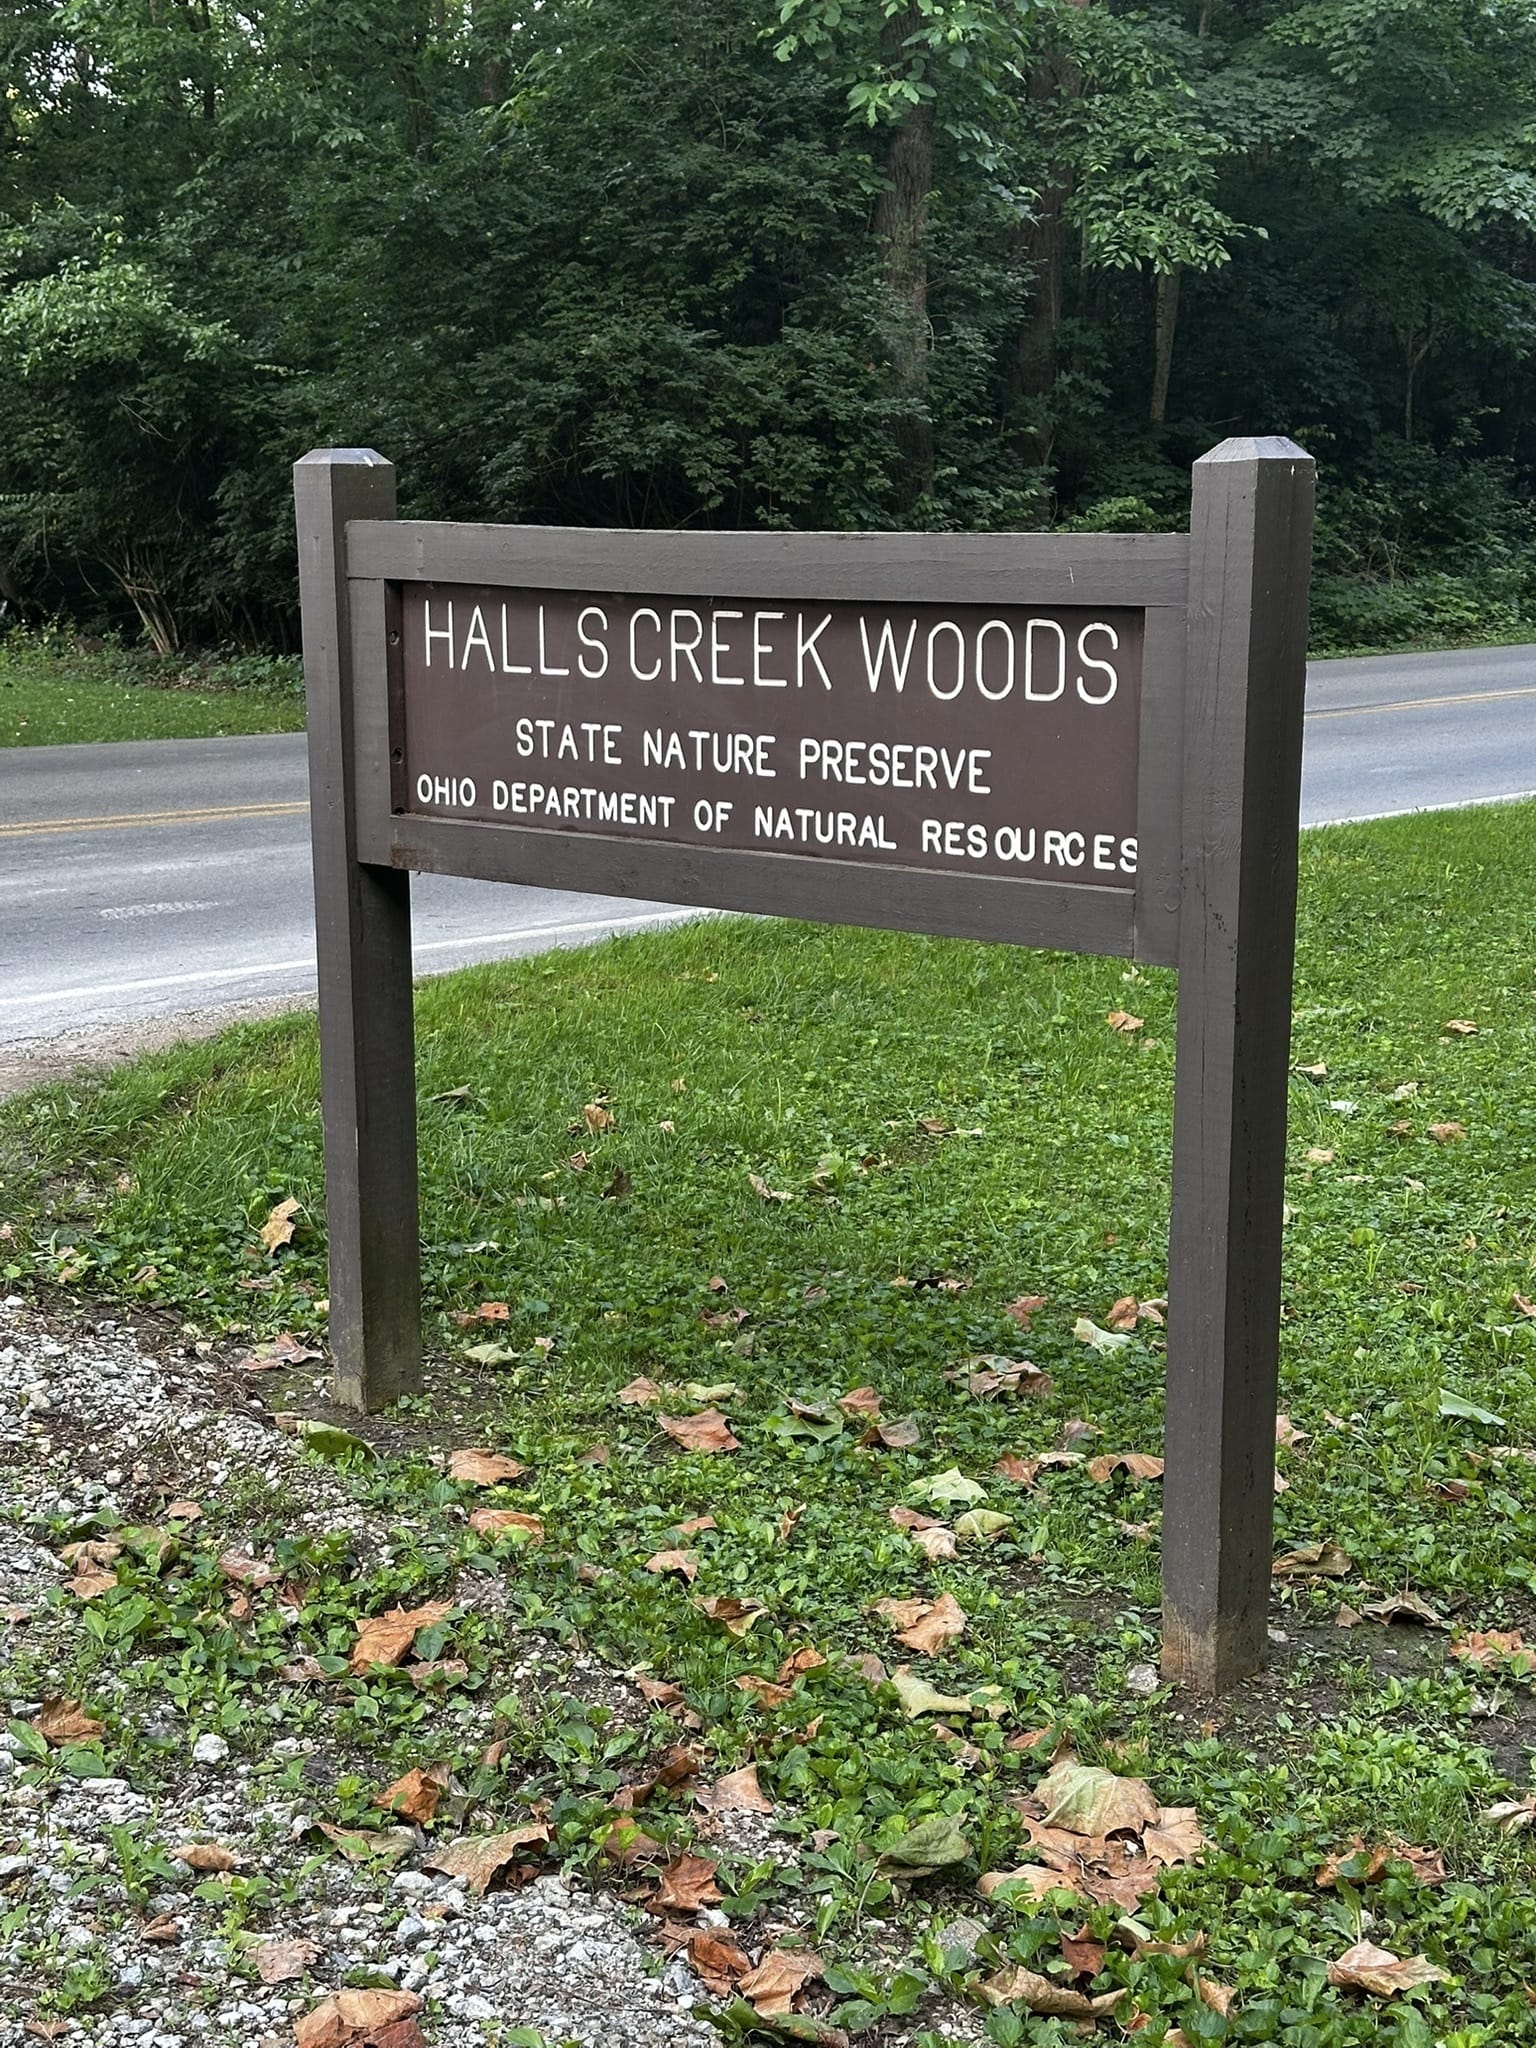 HALLS CREEK WOODS
STATE NATURE PRESERVE
OHIO DEPARTMENT OF NATURAL RESOURCES